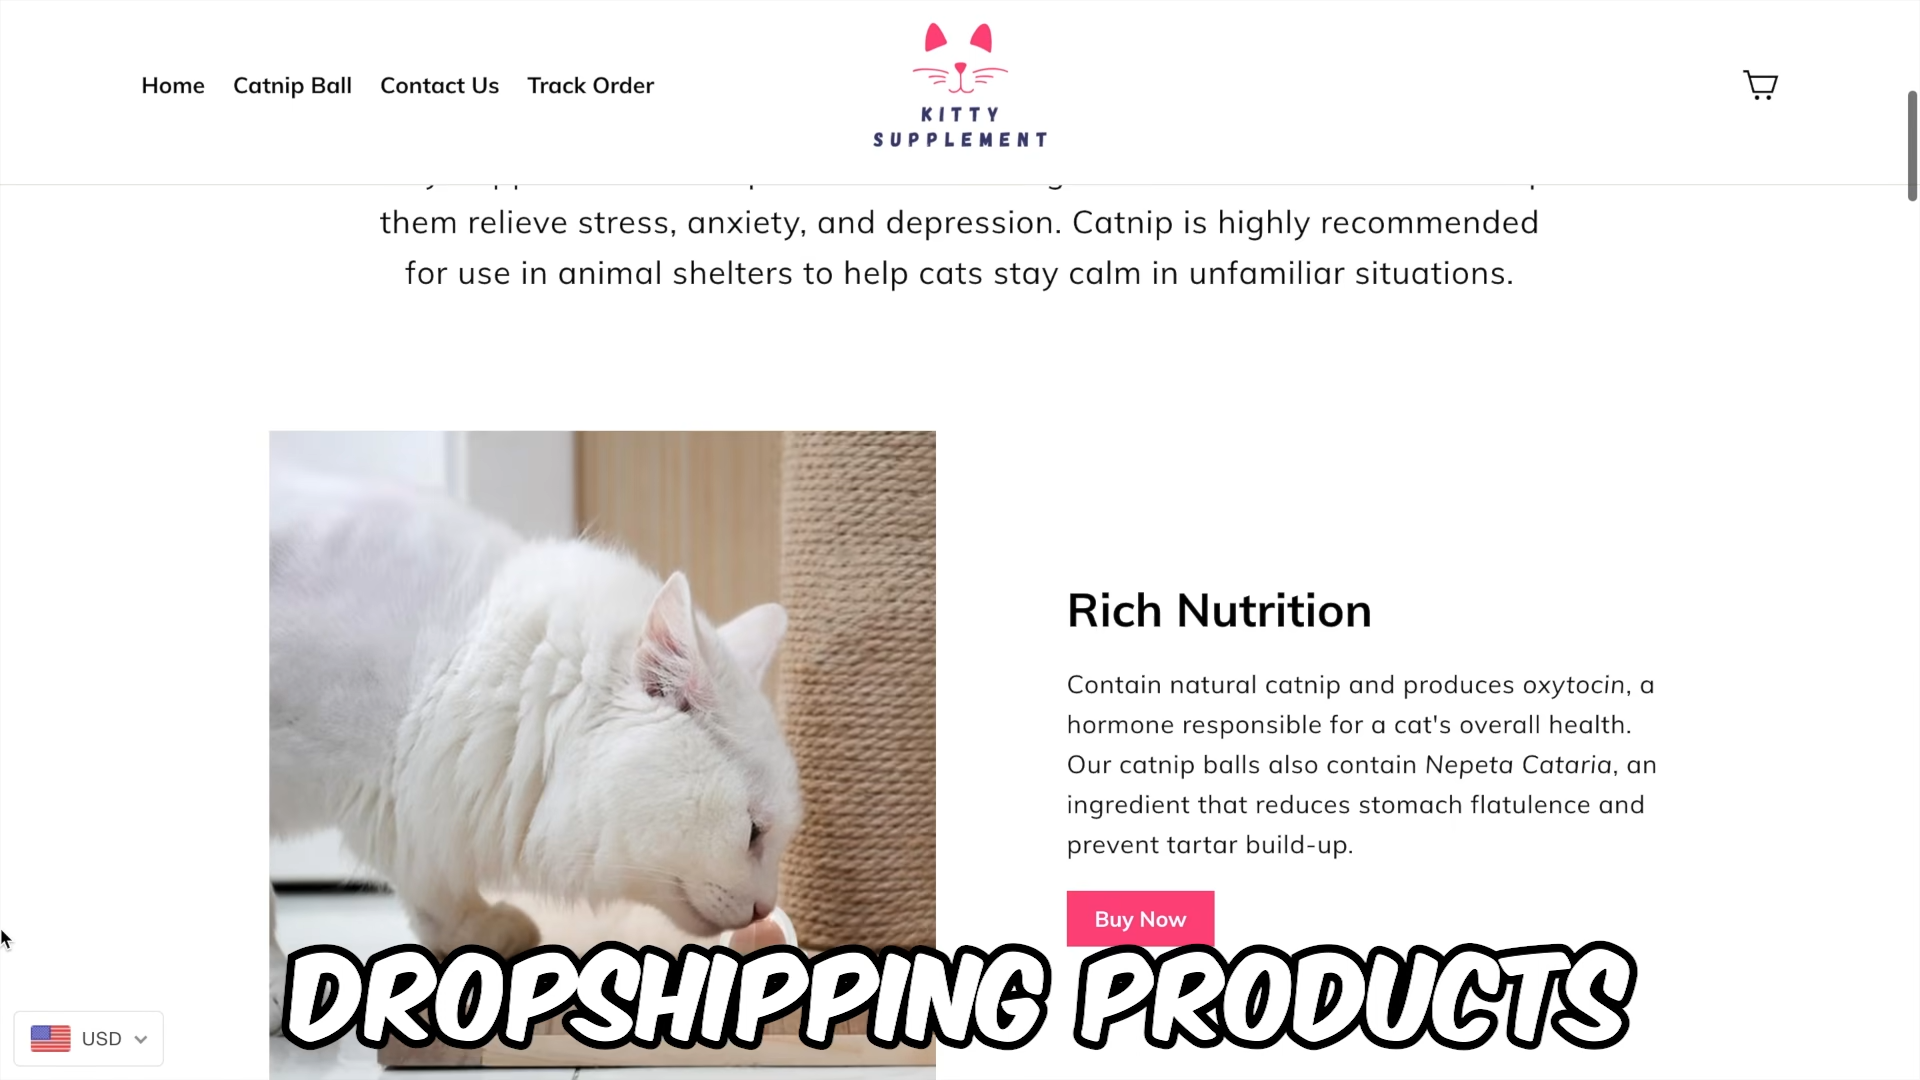 Home Catnip Ball Contact Us Track Order
KITTY
SUPPLEMENT
them relieve stress, anxiety, and depression. Catnip is highly recommended
for use in animal shelters to help cats stay calm in unfamiliar situations.
Rich Nutrition
Contain natural catnip and produces oxytocin, a
hormone responsible for a cat's overall health.
Our catnip balls also contain Nepeta Cataria, an
ingredient that reduces stomach flatulence and
prevent tartar build-up.
Buy Now
DROPSHIPPING PRODUCTS
USD